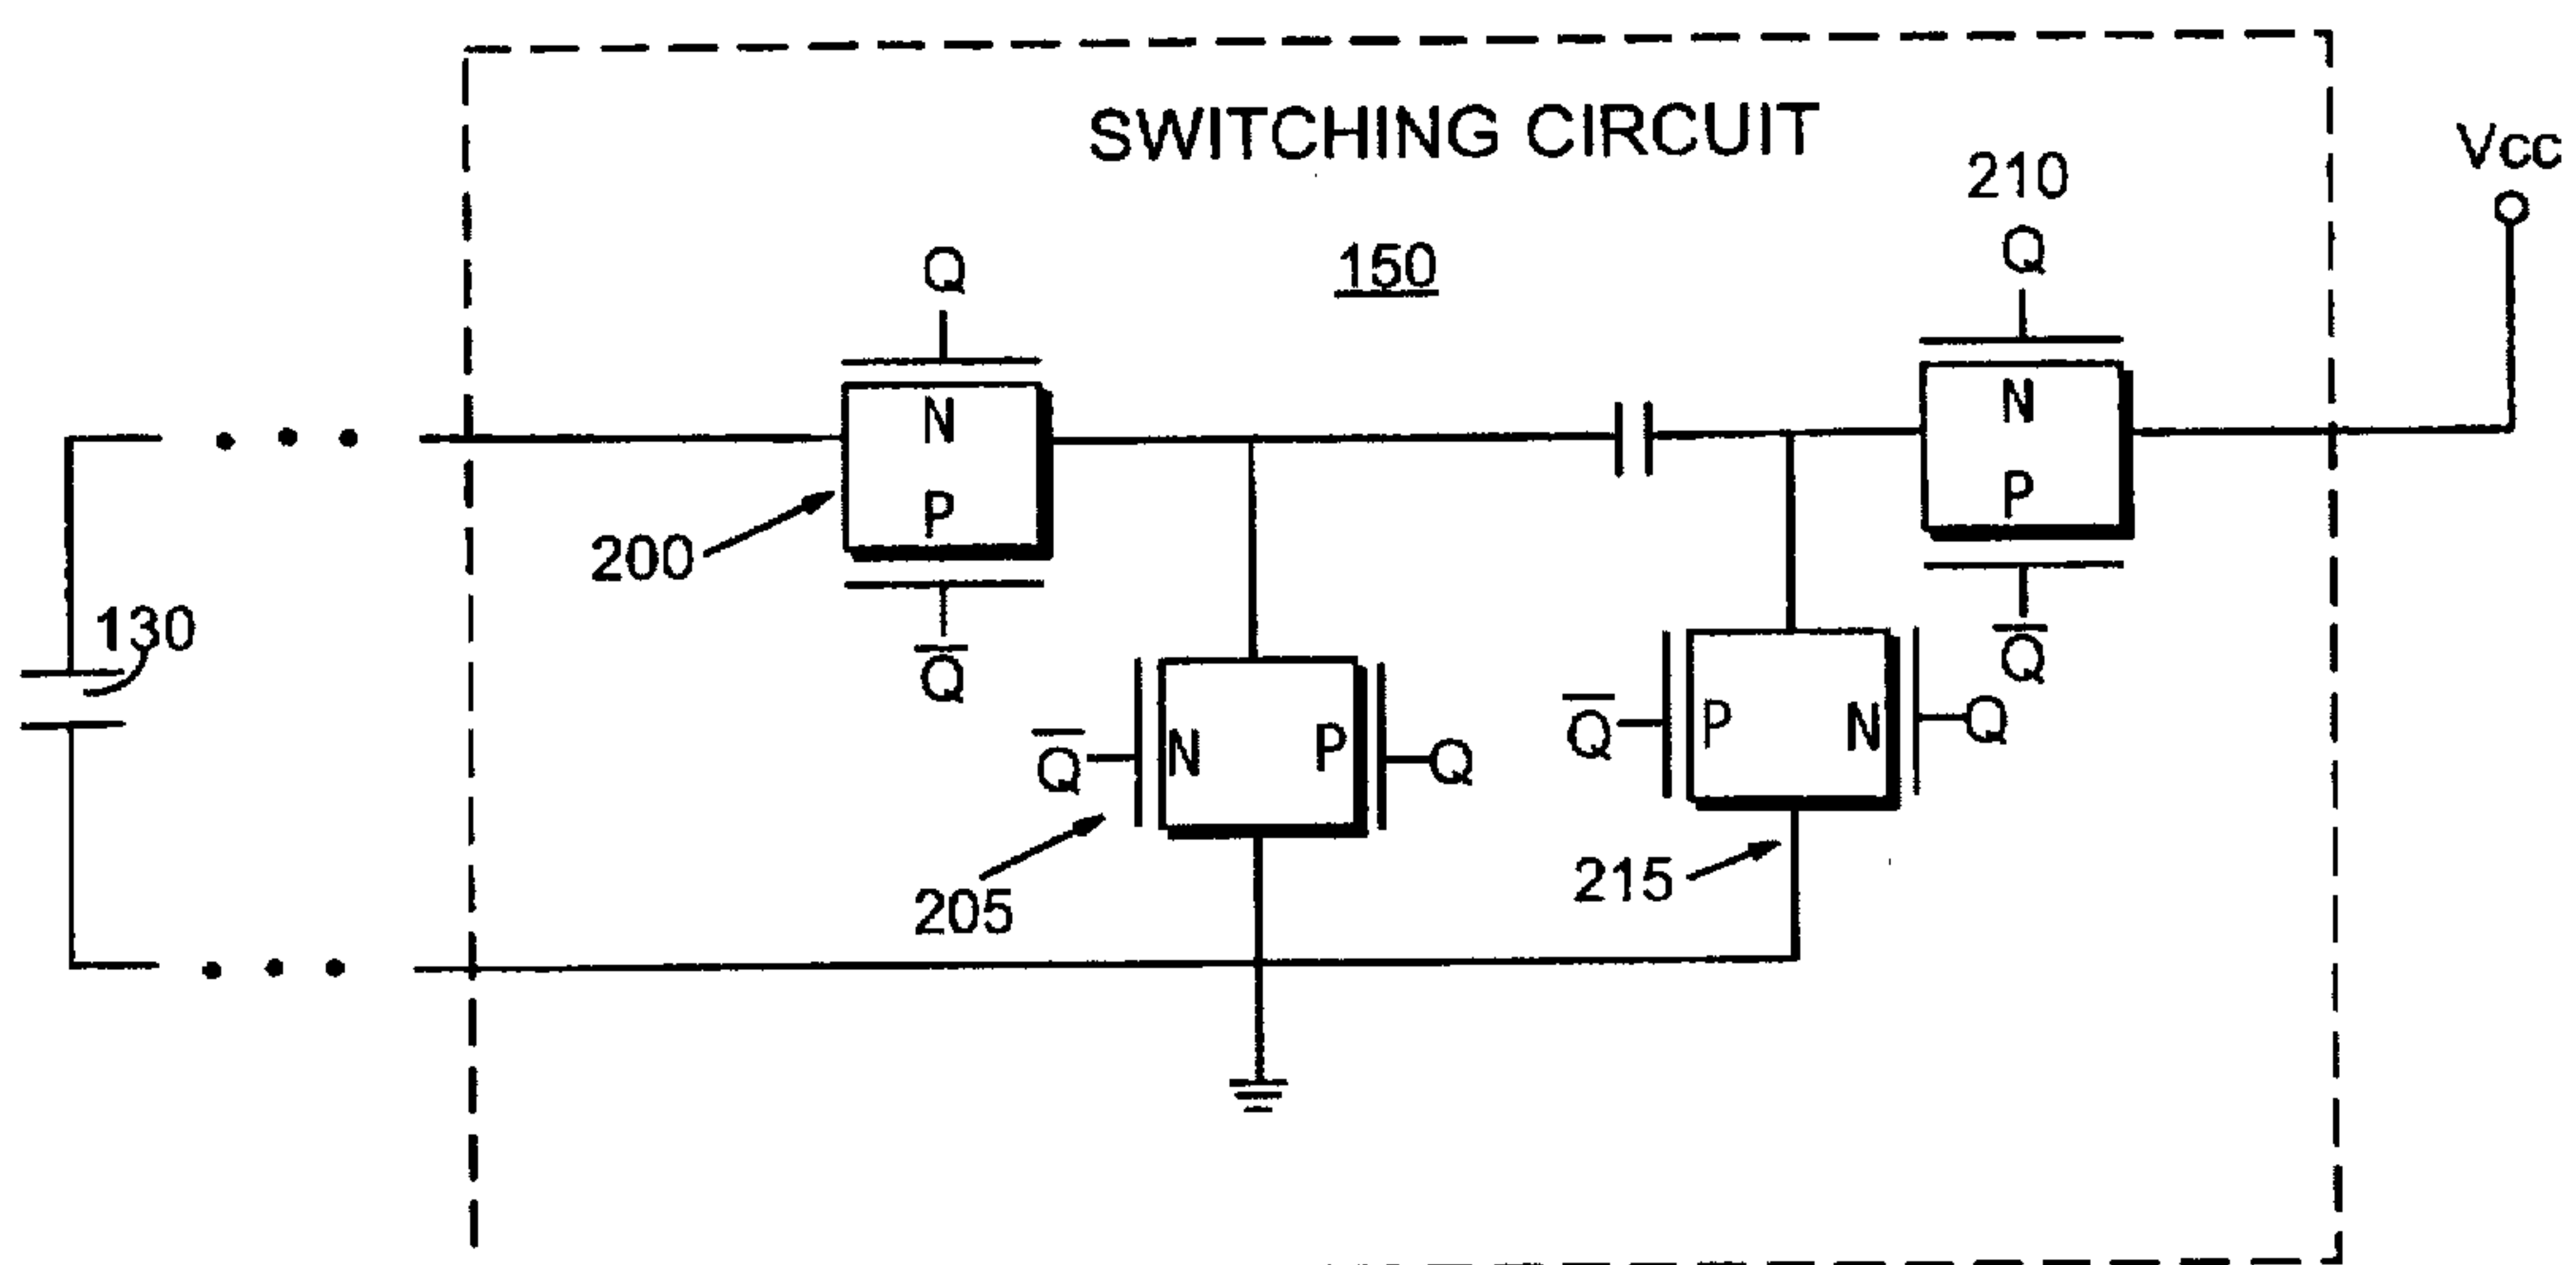 SWITCHING CIRCUIT
Vcc
210
Q
150
Q
N
P
N
P
200
130
Q̅
Q̅
Q̅
N
P
Q
Q̅
P
N
Q
205
215